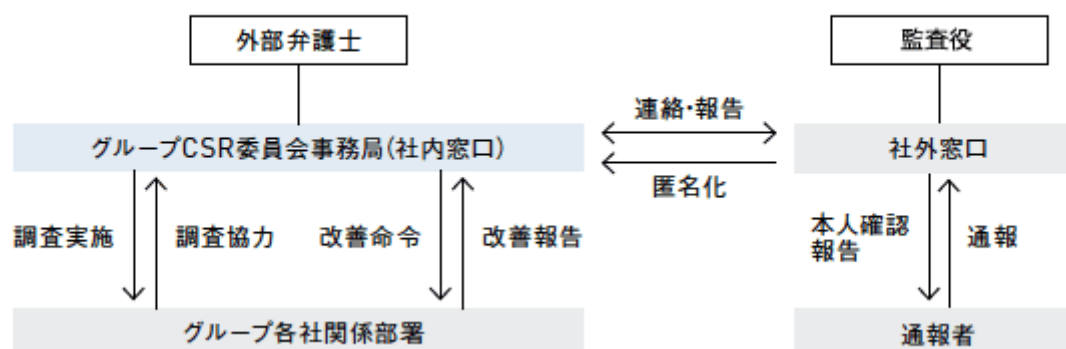 外部弁護士
監査役
連絡・報告
グループCSR委員会事務局(社内窓口)
社外窓口
匿名化
調査実施
調査協力
改善命令
改善報告
本人確認
報告
通報
グループ各社関係部署
通報者